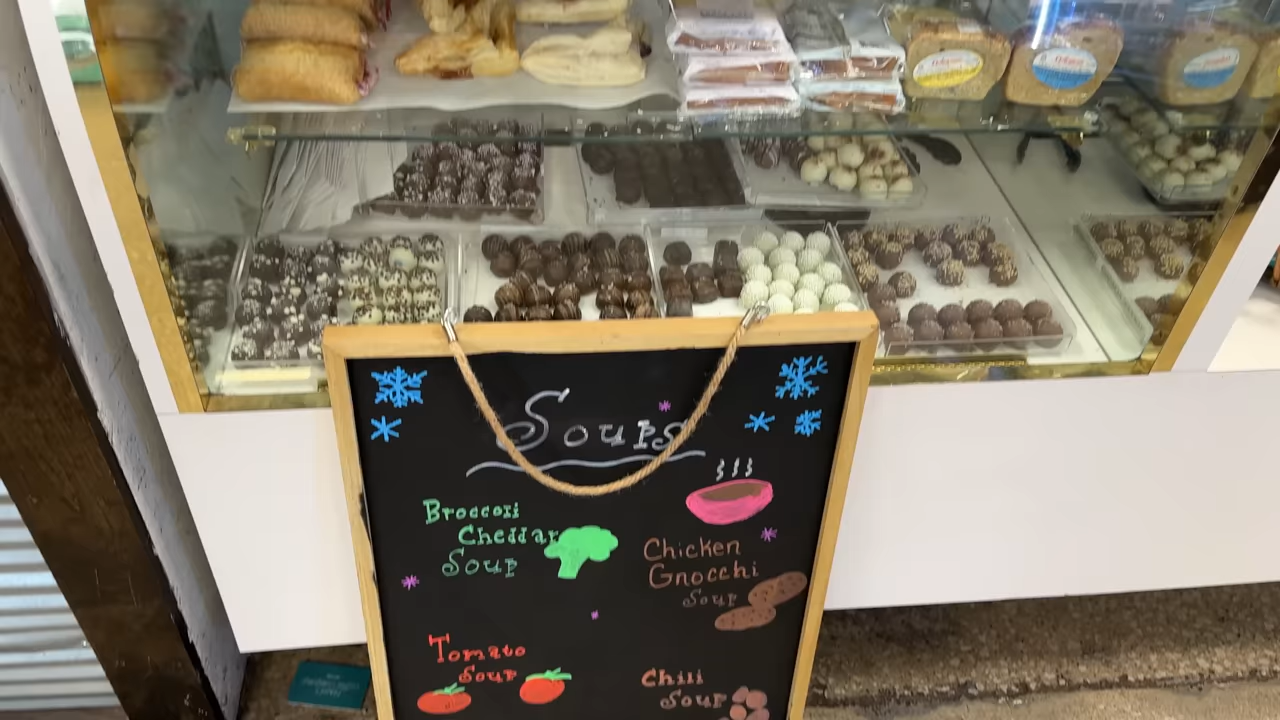 Soups
Broccoli
Cheddar
Soup
Chicken
Gnocchi
Soup
Tomato
Soup
Chili
Soup